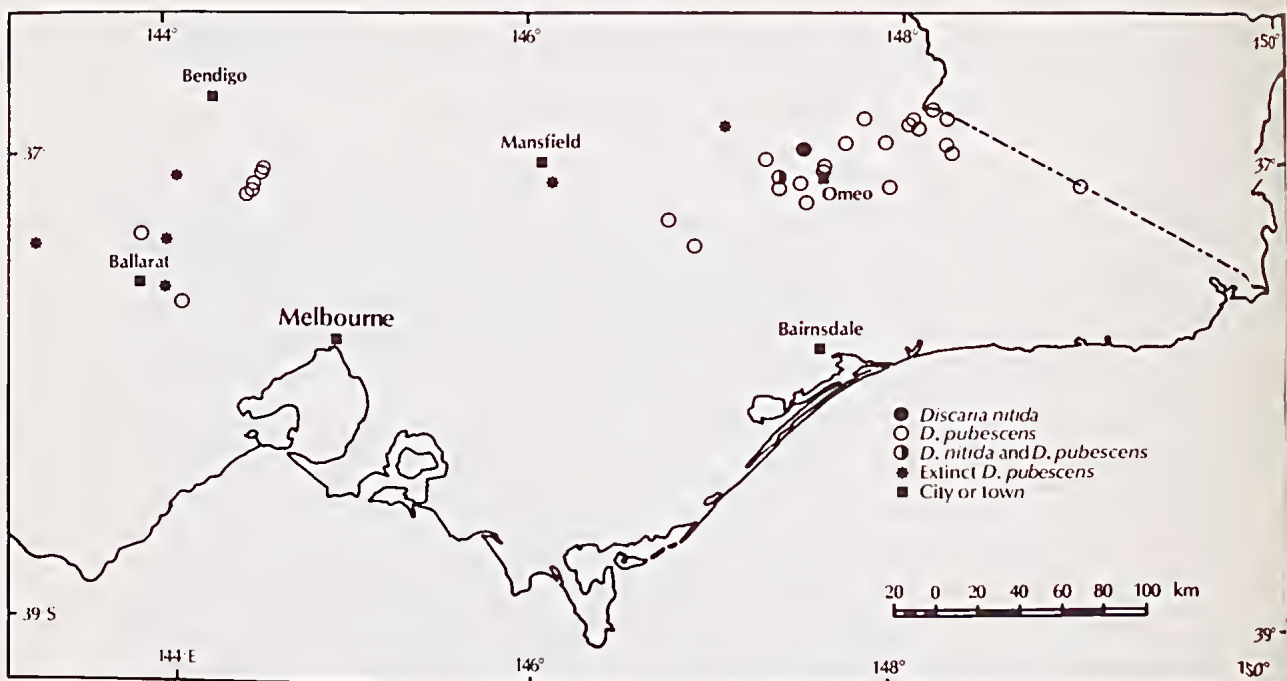 144°
146°
148°
150°
Bendigo
37°
Mansfield
37°
Omeo
Ballarat
Melbourne
Bairnsdale
Discaria nitida
D. pubescens
D. nitida and D. pubescens
Extinct D. pubescens
City or town
20 0 20 40 60 80 100 km
39 S
39°
144 E
146°
148°
150°